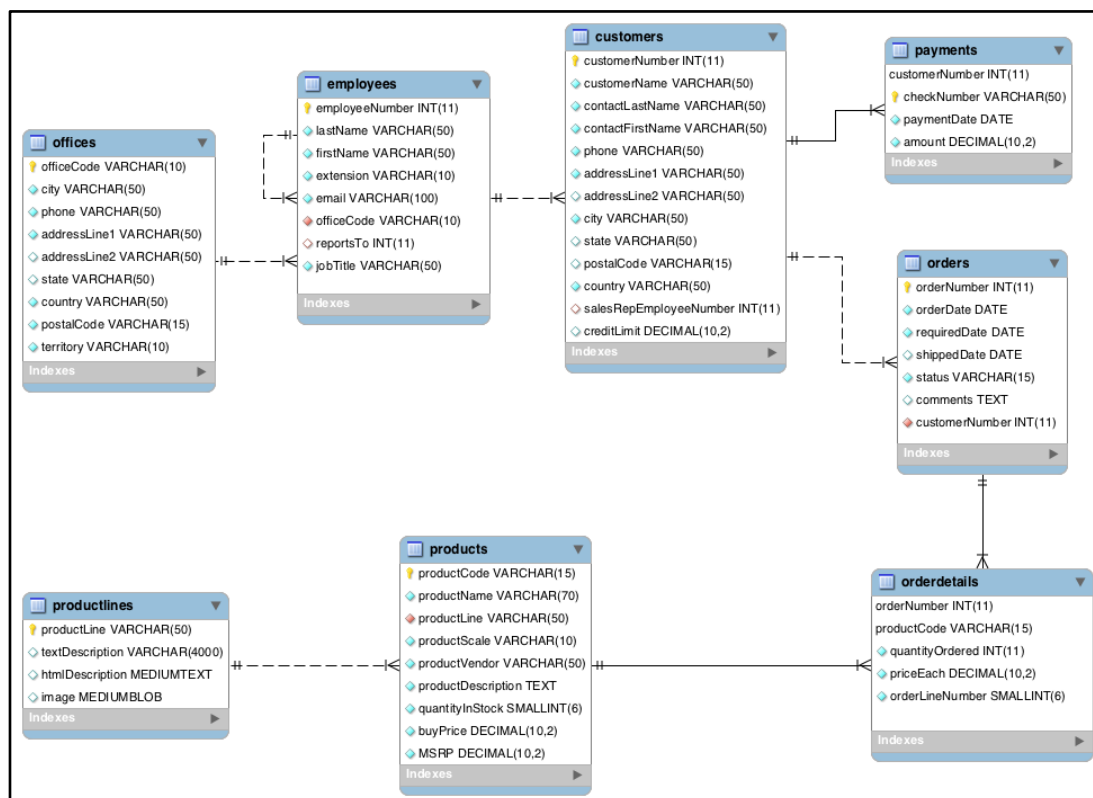 offices
officeCode VARCHAR(10)
city VARCHAR(50)
phone VARCHAR(50)
addressLine1 VARCHAR(50)
addressLine2 VARCHAR(50)
state VARCHAR(50)
country VARCHAR(50)
postalCode VARCHAR(15)
territory VARCHAR(10)
Indexes
employees
employeeNumber INT(11)
lastName VARCHAR(50)
firstName VARCHAR(50)
extension VARCHAR(10)
email VARCHAR(100)
officeCode VARCHAR(10)
reportsTo INT(11)
jobTitle VARCHAR(50)
Indexes
customers
customerNumber INT(11)
customerName VARCHAR(50)
contactLastName VARCHAR(50)
contactFirstName VARCHAR(50)
phone VARCHAR(50)
addressLine1 VARCHAR(50)
addressLine2 VARCHAR(50)
city VARCHAR(50)
state VARCHAR(50)
postalCode VARCHAR(15)
country VARCHAR(50)
salesRepEmployeeNumber INT(11)
creditLimit DECIMAL(10,2)
Indexes
payments
customerNumber INT(11)
checkNumber VARCHAR(50)
paymentDate DATE
amount DECIMAL(10,2)
Indexes
orders
orderNumber INT(11)
orderDate DATE
requiredDate DATE
shippedDate DATE
status VARCHAR(15)
comments TEXT
customerNumber INT(11)
Indexes
productlines
productLine VARCHAR(50)
textDescription VARCHAR(4000)
htmlDescription MEDIUMTEXT
image MEDIUMBLOB
Indexes
products
productCode VARCHAR(15)
productName VARCHAR(70)
productLine VARCHAR(50)
productScale VARCHAR(10)
productVendor VARCHAR(50)
productDescription TEXT
quantityInStock SMALLINT(6)
buyPrice DECIMAL(10,2)
MSRP DECIMAL(10,2)
Indexes
orderdetails
orderNumber INT(11)
productCode VARCHAR(15)
quantityOrdered INT(11)
priceEach DECIMAL(10,2)
orderLineNumber SMALLINT(6)
Indexes